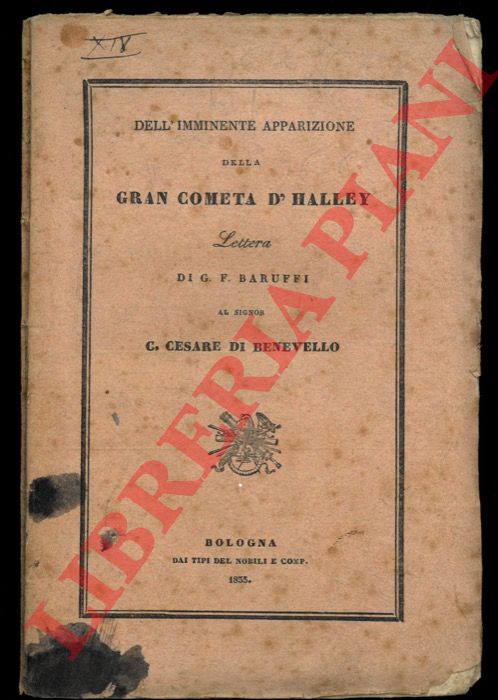 XIV
DELL'IMMINENTE APPARIZIONE
DELLA
GRAN COMETA D' HALLEY
Lettera
DI G. F. BARUFFI
AL SIGNOR
C. CESARE DI BENEVELLO
BOLOGNA
DAI TIPI DEL NOBILI E COMP.
1835.
LIBRERIA PIANI